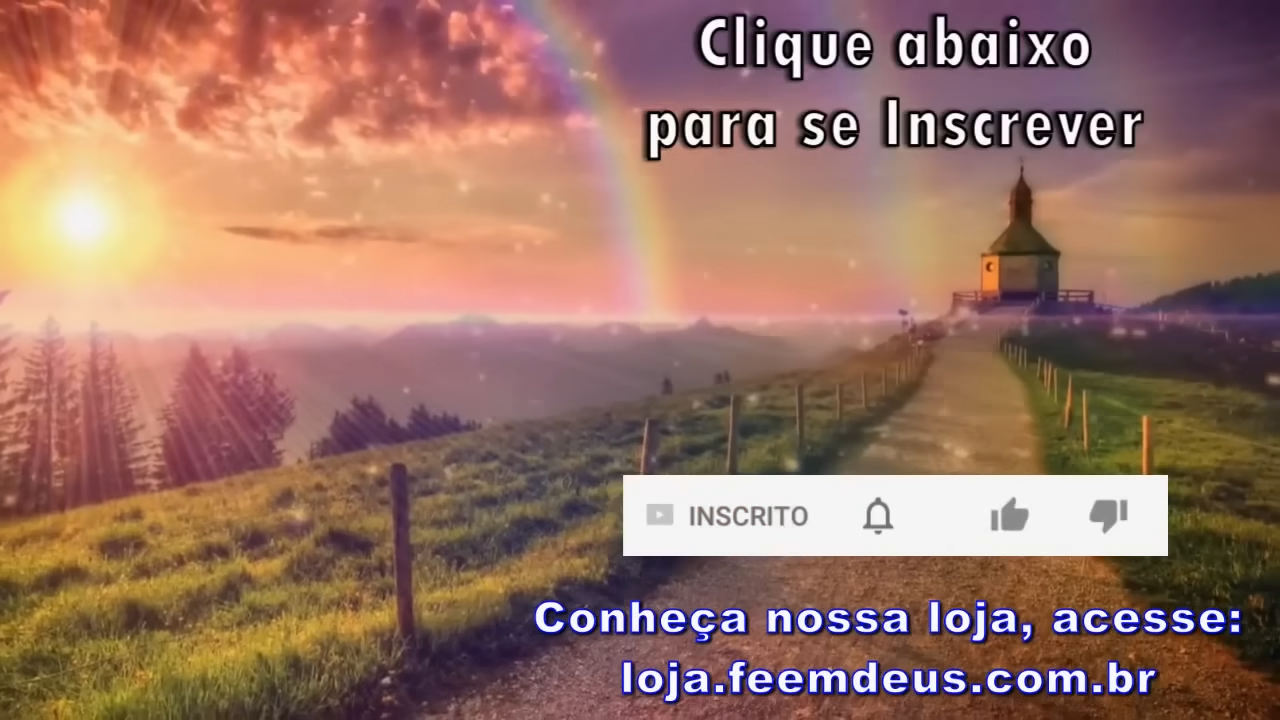 Clique abaixo
para se Inscrever
INSCRITO
Conheça nossa loja, acesse:
loja.feemdeus.com.br